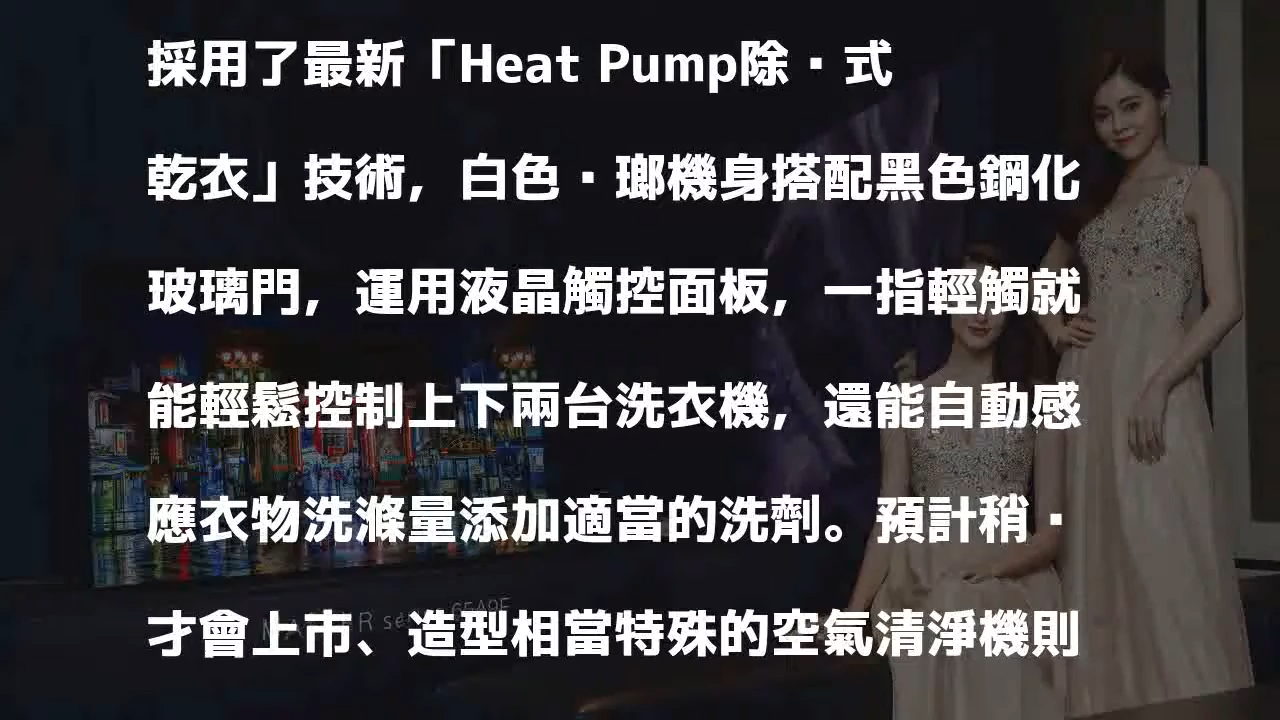 採用了最新「Heat Pump除·式
乾衣」技術，白色·瑯機身搭配黑色鋼化
玻璃門，運用液晶觸控面板，一指輕觸就
能輕鬆控制上下兩台洗衣機，還能自動感
應衣物洗滌量添加適當的洗劑。預計稍·
才會上市、造型相當特殊的空氣清淨機則
65A9F